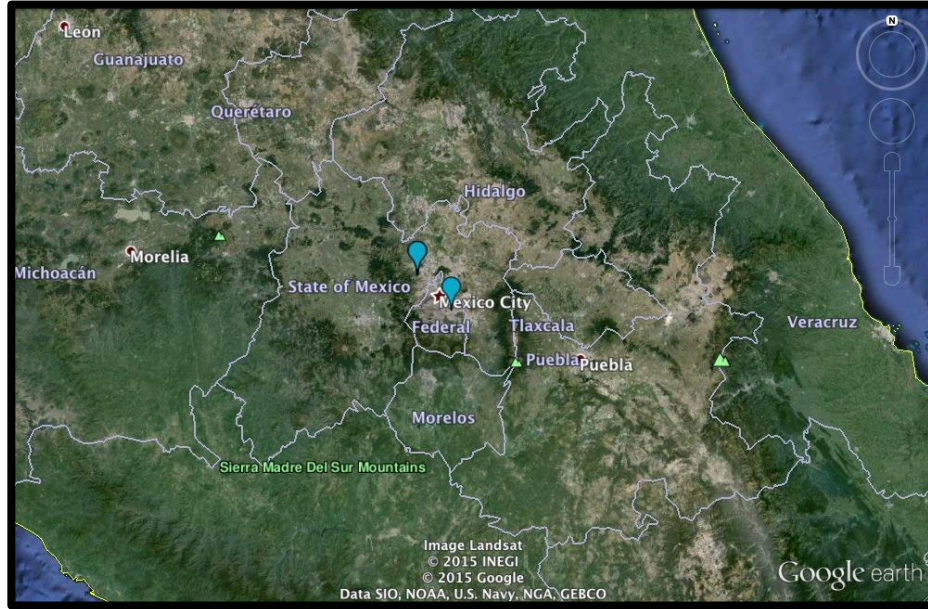 N
León
Guanajuato
Querétaro
Hidalgo
Morelia
Michoacán
State of Mexico
Mexico City
Federal
Tlaxcala
Veracruz
Puebla
Puebla
Morelos
Sierra Madre Del Sur Mountains
Image Landsat
© 2015 INEGI
© 2015 Google
Data SIO, NOAA, U.S. Navy, NGA, GEBCO
Google earth